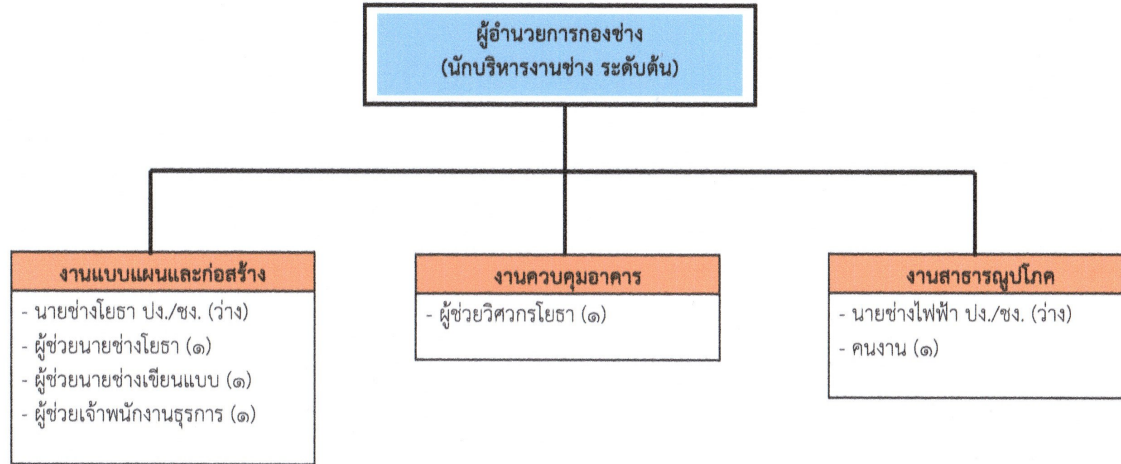 ผู้อำนวยการกองช่าง
(นักบริหารงานช่าง ระดับต้น)
งานแบบแผนและก่อสร้าง
- นายช่างโยธา ปง./ชง. (ว่าง)
- ผู้ช่วยนายช่างโยธา (๑)
- ผู้ช่วยนายช่างเขียนแบบ (๑)
- ผู้ช่วยเจ้าพนักงานธุรการ (๑)
งานควบคุมอาคาร
- ผู้ช่วยวิศวกรโยธา (๑)
งานสาธารณูปโภค
- นายช่างไฟฟ้า ปง./ชง. (ว่าง)
- คนงาน (๑)